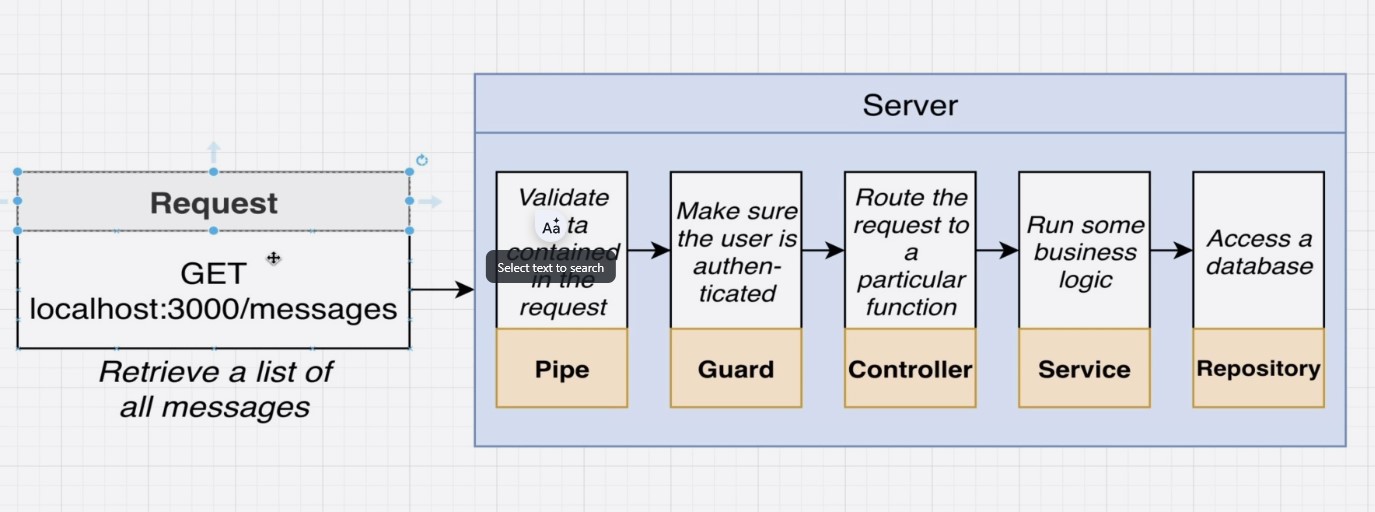 Server
Request
GET
localhost:3000/messages
Retrieve a list of
all messages
Validate
ta
contained
in the
request
Aa
Select text to search
Pipe
Make sure
the user is
authen-
ticated
Guard
Route the
request to
a
particular
function
Controller
Run some
business
logic
Service
Access a
database
Repository